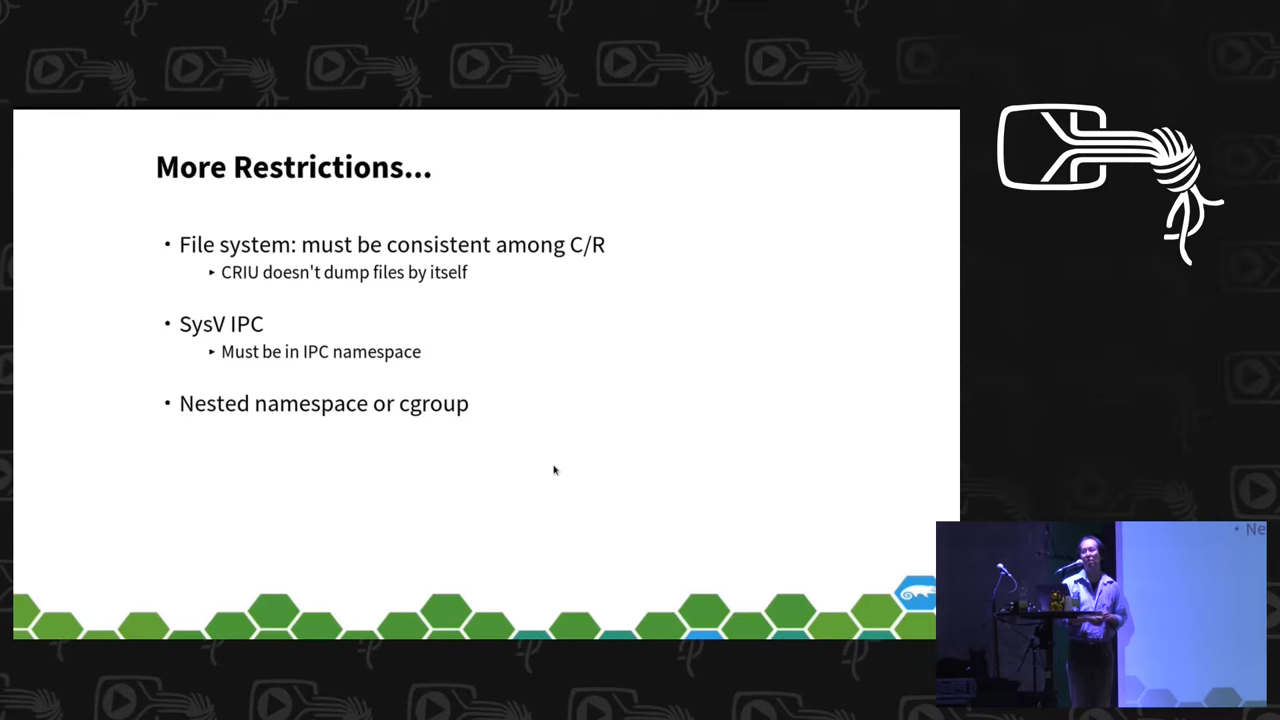 More Restrictions...
• File system: must be consistent among C/R
▸ CRIU doesn't dump files by itself
• SysV IPC
▸ Must be in IPC namespace
• Nested namespace or cgroup
• Ne